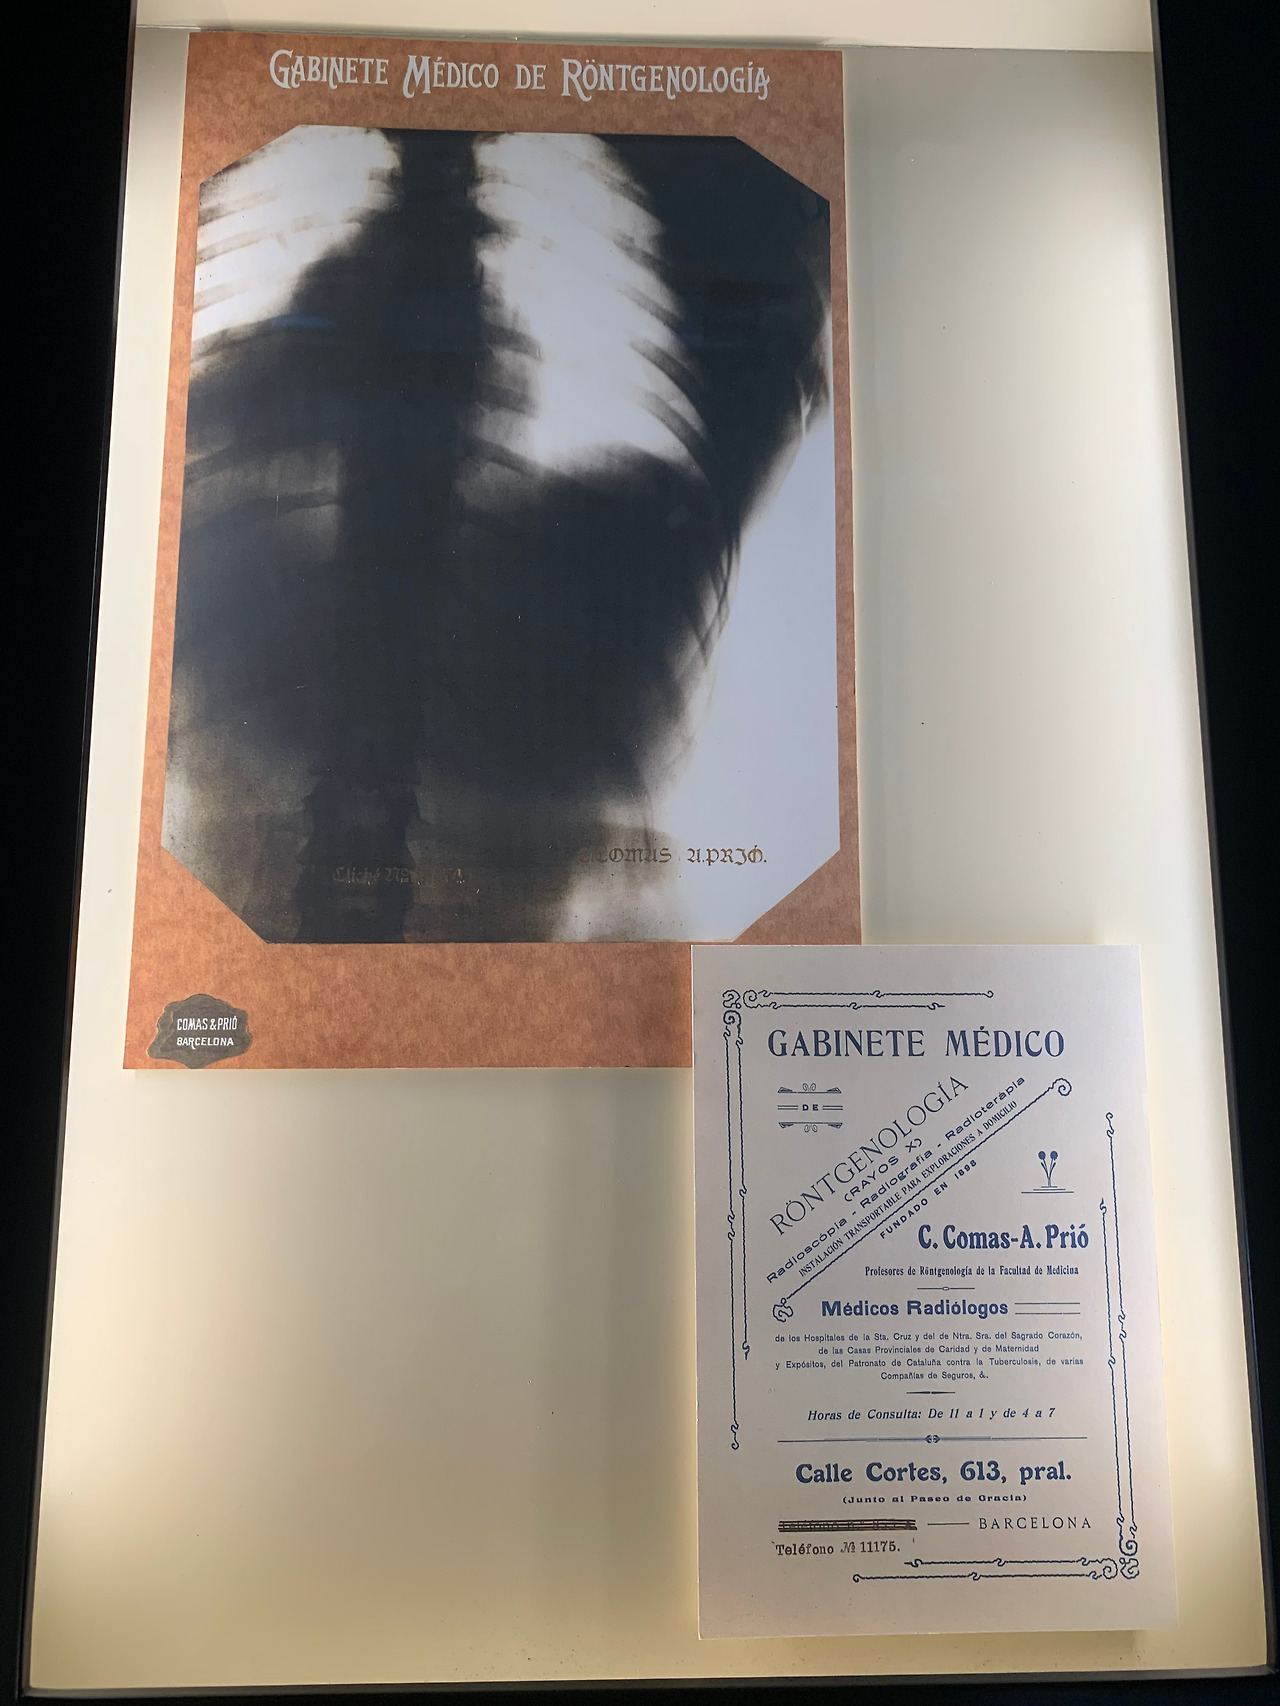 GABINETE MÉDICO DE RÖNTGENOLOGÍA
COMAS A.PRIÓ.
Cliché
COMAS & PRIÓ
BARCELONA
GABINETE MÉDICO
DE
RÖNTGENOLOGÍA
(RAYOS X)
Radioscópia - Radiografia - Radioterápia
INSTALACIÓN TRANSPORTABLE PARA EXPLORACIONES A DOMICILIO
FUNDADO EN 1898
C. Comas-A. Prió
Profesores de Röntgenología de la Facultad de Medicina
Médicos Radiólogos
de los Hospitales de la Sta. Cruz y del de Ntra. Sra. del Sagrado Corazón,
de las Casas Provinciales de Caridad y de Maternidad
y Expósitos, del Patronato de Cataluña contra la Tuberculosis, de varias
Compañías de Seguros, &.
Horas de Consulta: De 11 a 1 y de 4 a 7
Calle Cortes, 613, pral.
(Junto al Paseo de Gracia)
BARCELONA
Teléfono № 11175.